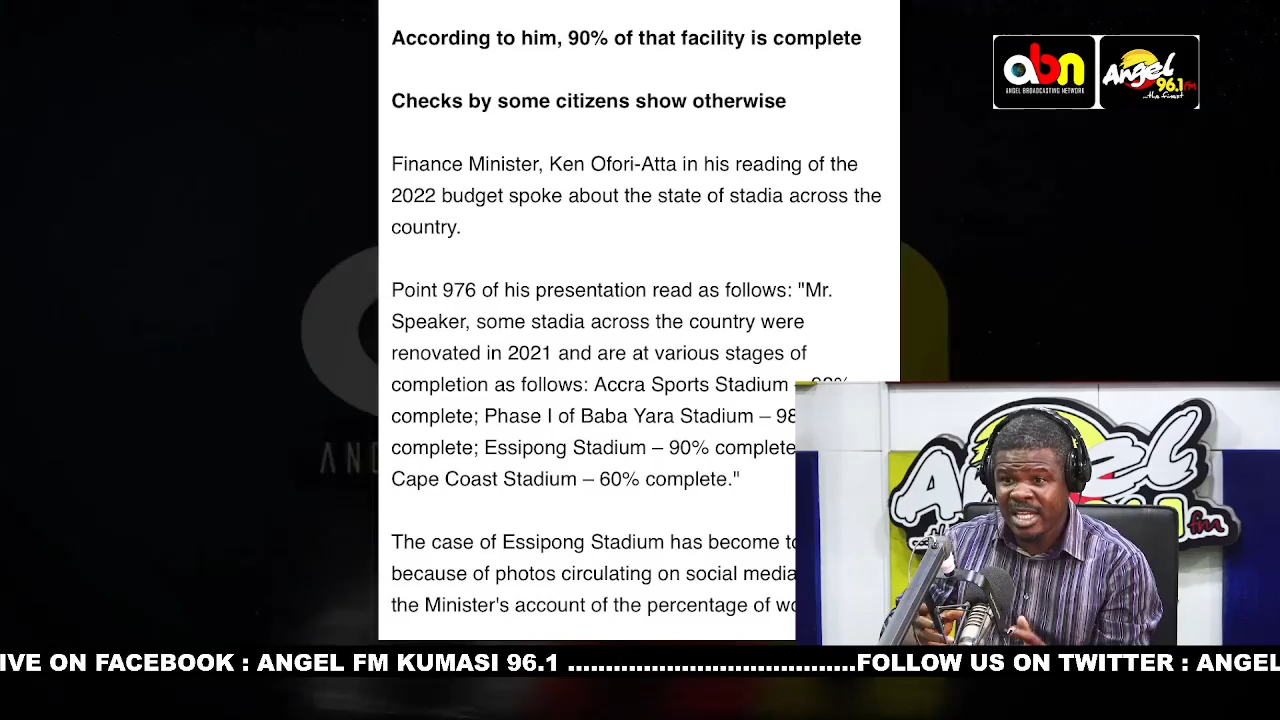 According to him, 90% of that facility is complete
Checks by some citizens show otherwise
Finance Minister, Ken Ofori-Atta in his reading of the
2022 budget spoke about the state of stadia across the
country.
Point 976 of his presentation read as follows: "Mr.
Speaker, some stadia across the country were
renovated in 2021 and are at various stages of
completion as follows: Accra Sports Stadium –
complete; Phase I of Baba Yara Stadium – 98
complete; Essipong Stadium – 90% complete
Cape Coast Stadium – 60% complete."
The case of Essipong Stadium has become
because of photos circulating on social media
the Minister's account of the percentage of
abn
ANGEL BROADCASTING NETWORK
Angel
96.1 FM
...the finest
Angel
fm
IVE ON FACEBOOK : ANGEL FM KUMASI 96.1 ......................................FOLLOW US ON TWITTER : ANGEL